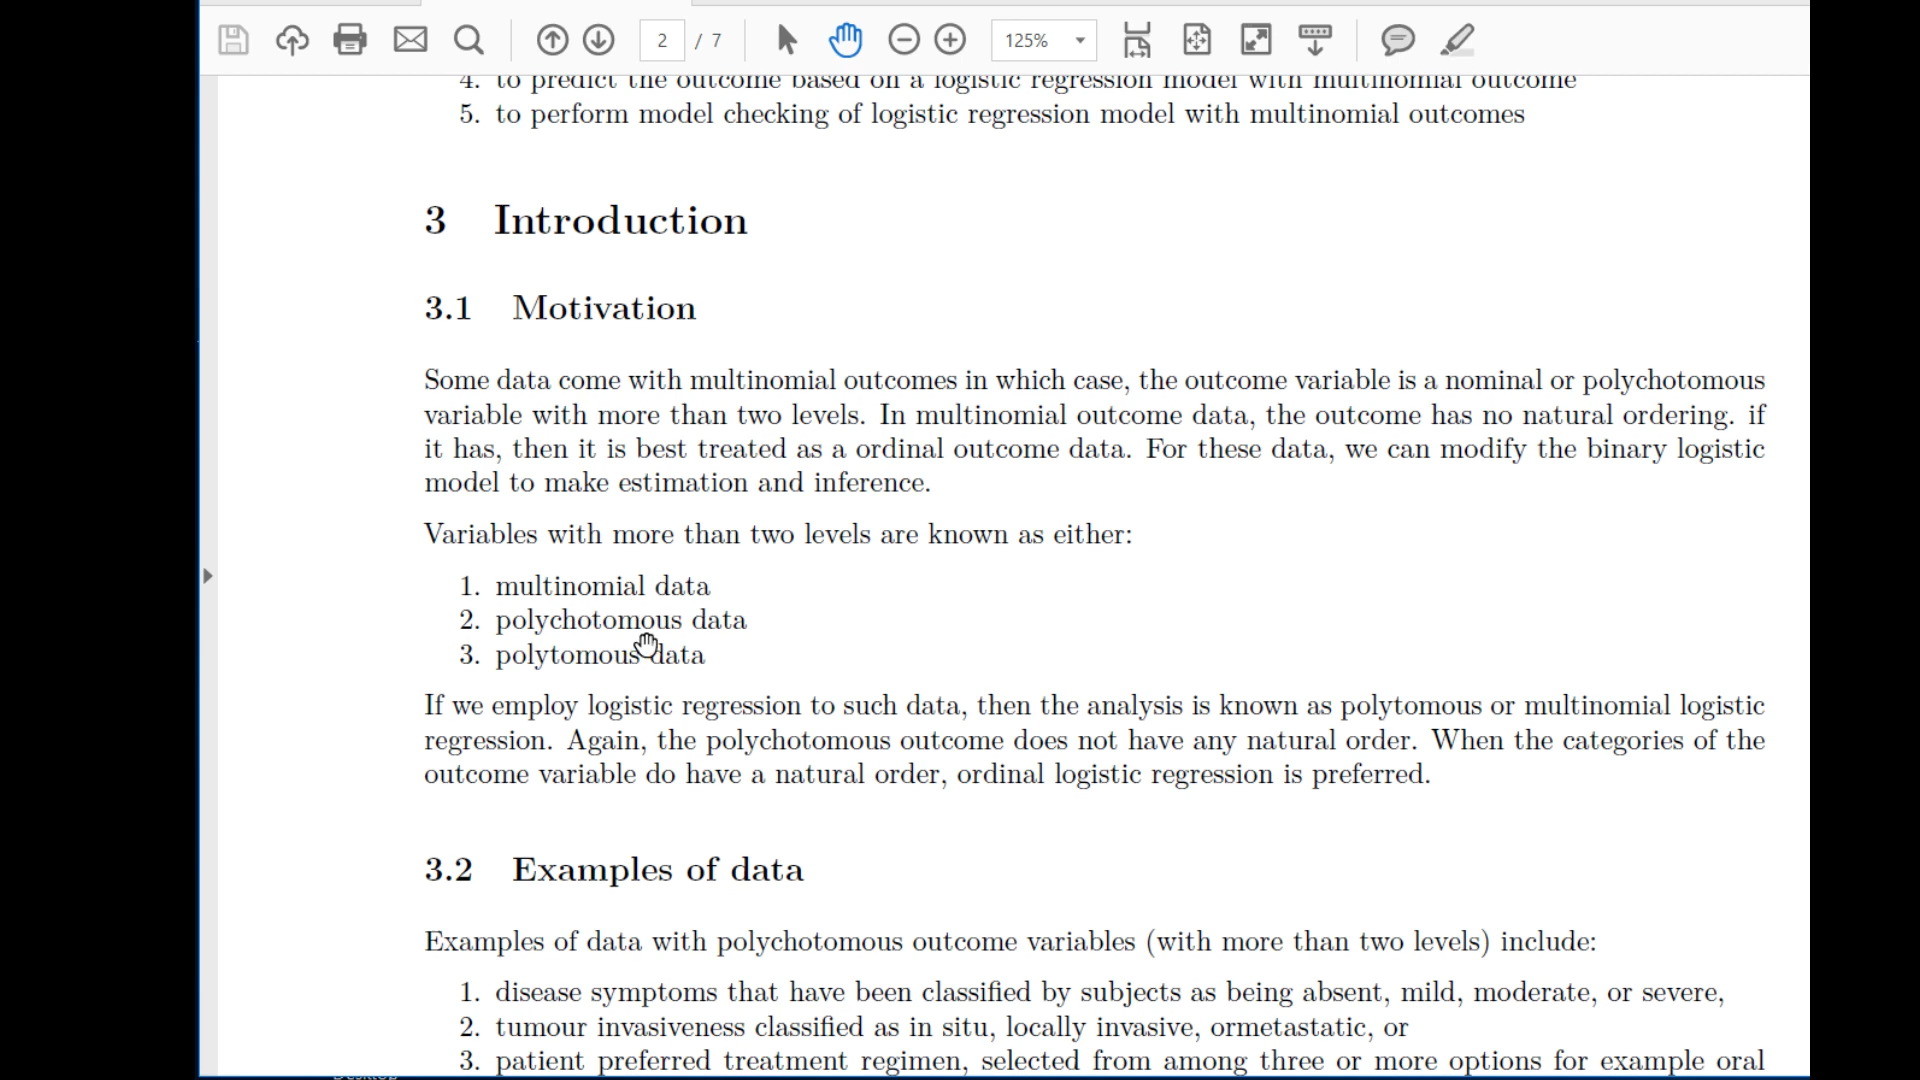 2 / 7 125%
4. to predict the outcome based on a logistic regression model with multinomial outcome
5. to perform model checking of logistic regression model with multinomial outcomes
3 Introduction
3.1 Motivation
Some data come with multinomial outcomes in which case, the outcome variable is a nominal or polychotomous
variable with more than two levels. In multinomial outcome data, the outcome has no natural ordering. if
it has, then it is best treated as a ordinal outcome data. For these data, we can modify the binary logistic
model to make estimation and inference.
Variables with more than two levels are known as either:
1. multinomial data
2. polychotomous data
3. polytomous data
If we employ logistic regression to such data, then the analysis is known as polytomous or multinomial logistic
regression. Again, the polychotomous outcome does not have any natural order. When the categories of the
outcome variable do have a natural order, ordinal logistic regression is preferred.
3.2 Examples of data
Examples of data with polychotomous outcome variables (with more than two levels) include:
1. disease symptoms that have been classified by subjects as being absent, mild, moderate, or severe,
2. tumour invasiveness classified as in situ, locally invasive, ormetastatic, or
3. patient preferred treatment regimen, selected from among three or more options for example oral